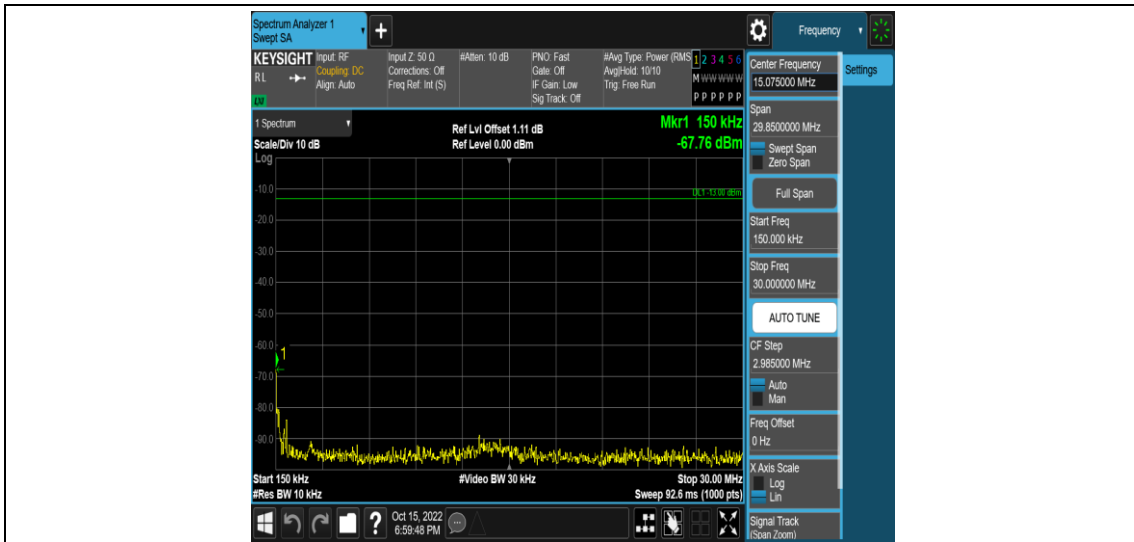 Spectrum Analyzer 1
Swept SA
+
Frequency
KEYSIGHT
RL
LXI
Input: RF
Coupling: DC
Align: Auto
Input Z: 50 Ω
Corrections: Off
Freq Ref: Int (S)
#Atten: 10 dB
PNO: Fast
Gate: Off
IF Gain: Low
Sig Track: Off
#Avg Type: Power (RMS
Avg|Hold: 10/10
Trig: Free Run
1 2 3 4 5 6
M W W W W W
P P P P P P
1 Spectrum
Scale/Div 10 dB
Log
Ref Lvl Offset 1.11 dB
Ref Level 0.00 dBm
Mkr1 150 kHz
-67.76 dBm
DL1 -13.00 dBm
-10.0
-20.0
-30.0
-40.0
-50.0
-60.0
1
-70.0
-80.0
-90.0
Start 150 kHz
#Video BW 30 kHz
Stop 30.00 MHz
#Res BW 10 kHz
Sweep 92.6 ms (1000 pts)
?
Oct 15, 2022
6:59:48 PM
Center Frequency
15.075000 MHz
Settings
Span
29.8500000 MHz
Swept Span
Zero Span
Full Span
Start Freq
150.000 kHz
Stop Freq
30.000000 MHz
AUTO TUNE
CF Step
2.985000 MHz
Auto
Man
Freq Offset
0 Hz
X Axis Scale
Log
Lin
Signal Track
(Span Zoom)